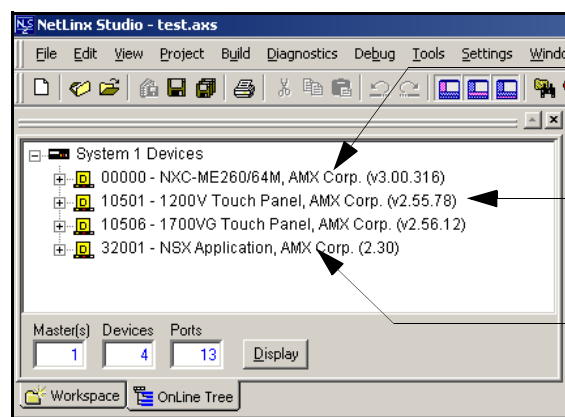 NetLinx Studio - test.axs
File Edit View Project Build Diagnostics Debug Tools Settings
System 1 Devices
00000 - NXC-ME260/64M, AMX Corp. (v3.00.316)
10501 - 1200V Touch Panel, AMX Corp. (v2.55.78)
10506 - 1700VG Touch Panel, AMX Corp. (v2.56.12)
32001 - NSX Application, AMX Corp. (2.30)
Master(s) Devices Ports
1 4 13 Display
Workspace OnLine Tree